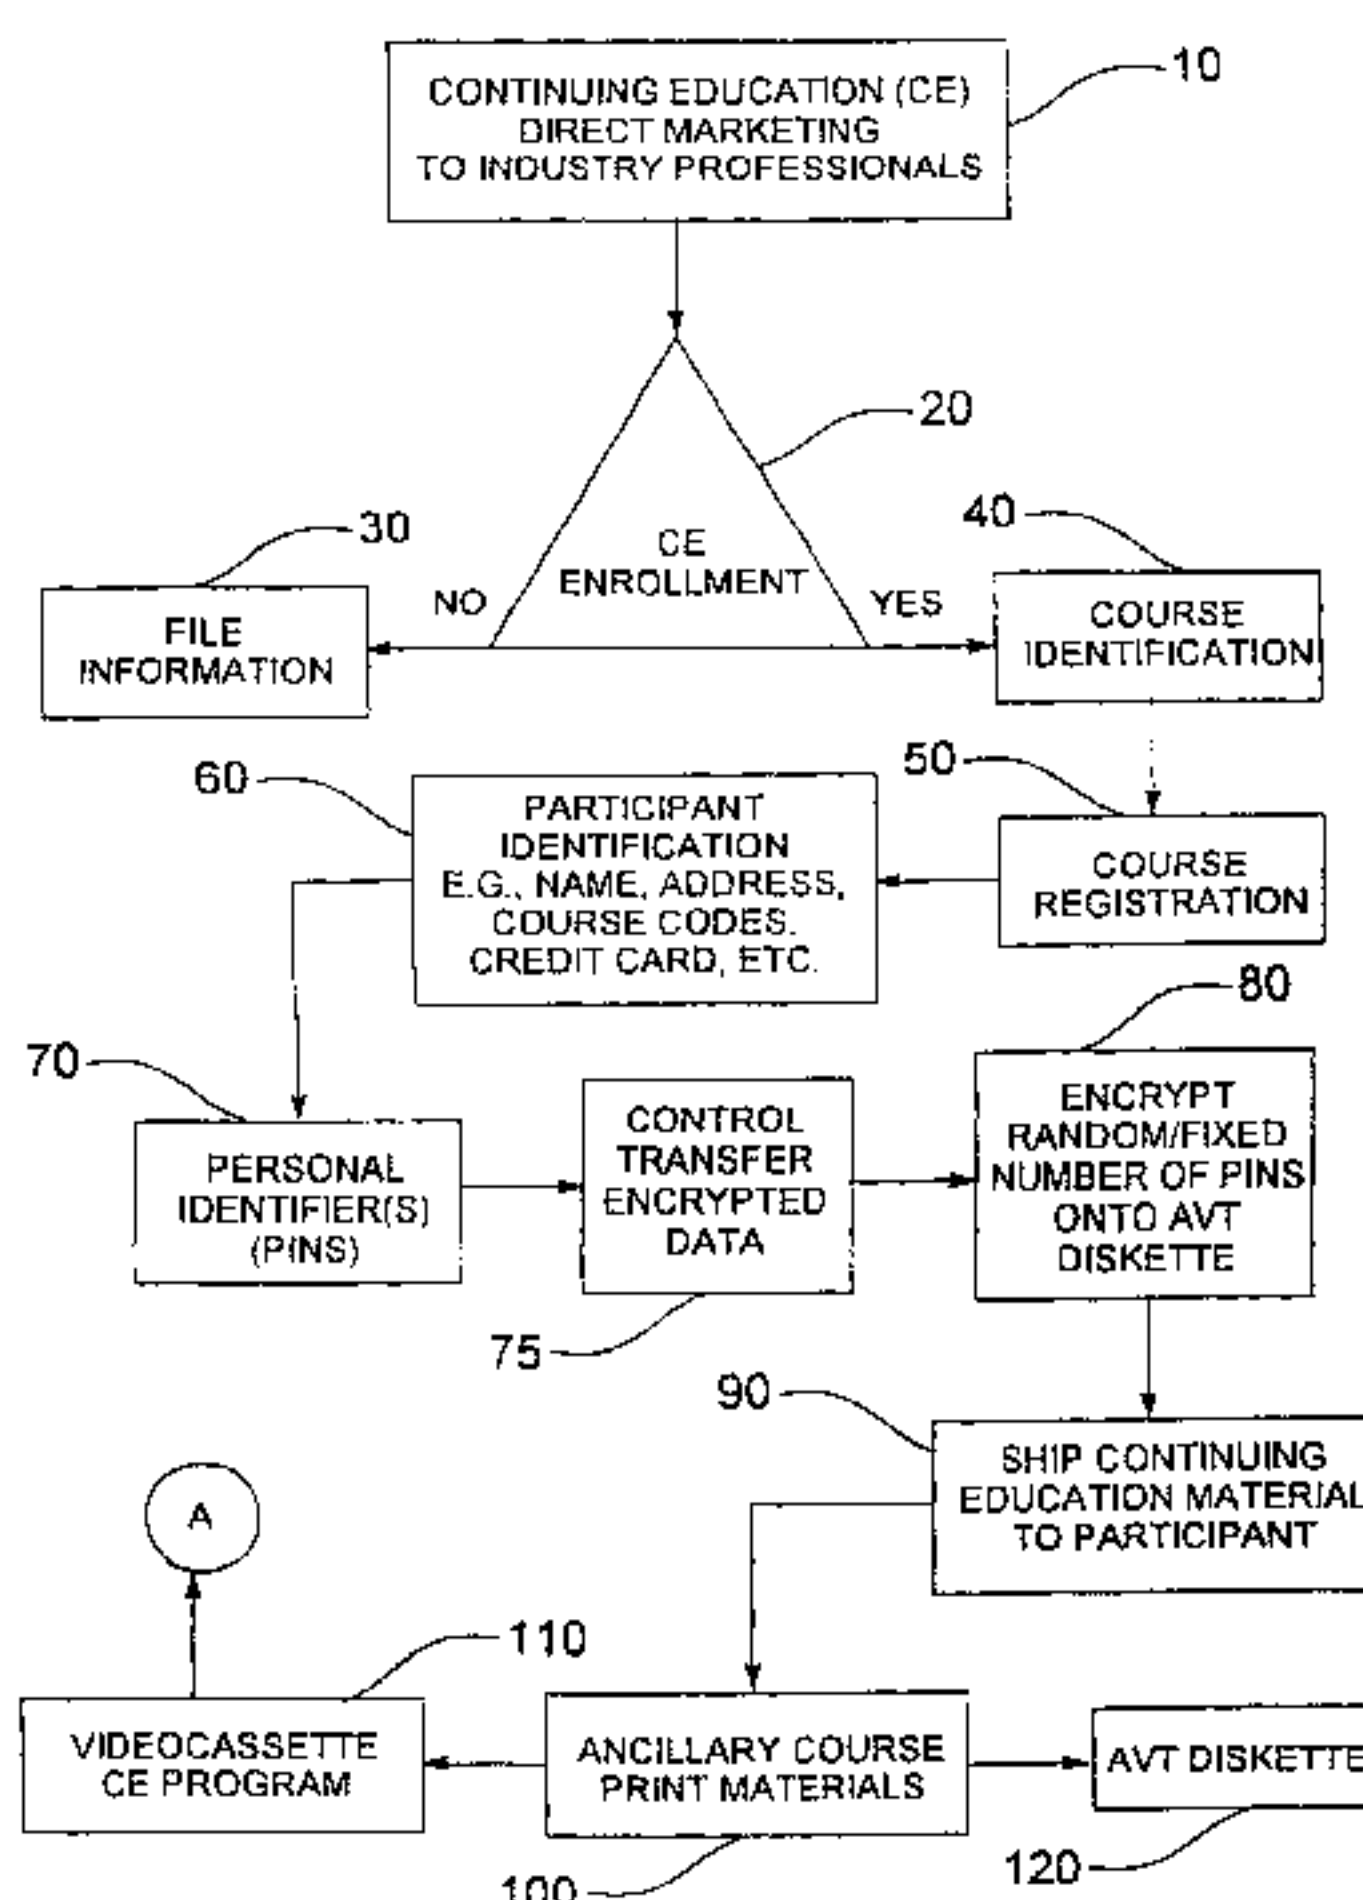 10
CONTINUING EDUCATION (CE)
DIRECT MARKETING
TO INDUSTRY PROFESSIONALS
20
30
40
CE
ENROLLMENT
NO
YES
FILE
INFORMATION
COURSE
IDENTIFICATION
50
60
PARTICIPANT
IDENTIFICATION
E.G., NAME, ADDRESS,
COURSE CODES.
CREDIT CARD, ETC.
COURSE
REGISTRATION
80
70
PERSONAL
IDENTIFIER(S)
(PINS)
CONTROL
TRANSFER
ENCRYPTED
DATA
ENCRYPT
RANDOM/FIXED
NUMBER OF PINS
ONTO AVT
DISKETTE
75
90
SHIP CONTINUING
EDUCATION MATERIAL
TO PARTICIPANT
A
110
VIDEOCASSETTE
CE PROGRAM
ANCILLARY COURSE
PRINT MATERIALS
AVT DISKETTE
120
100